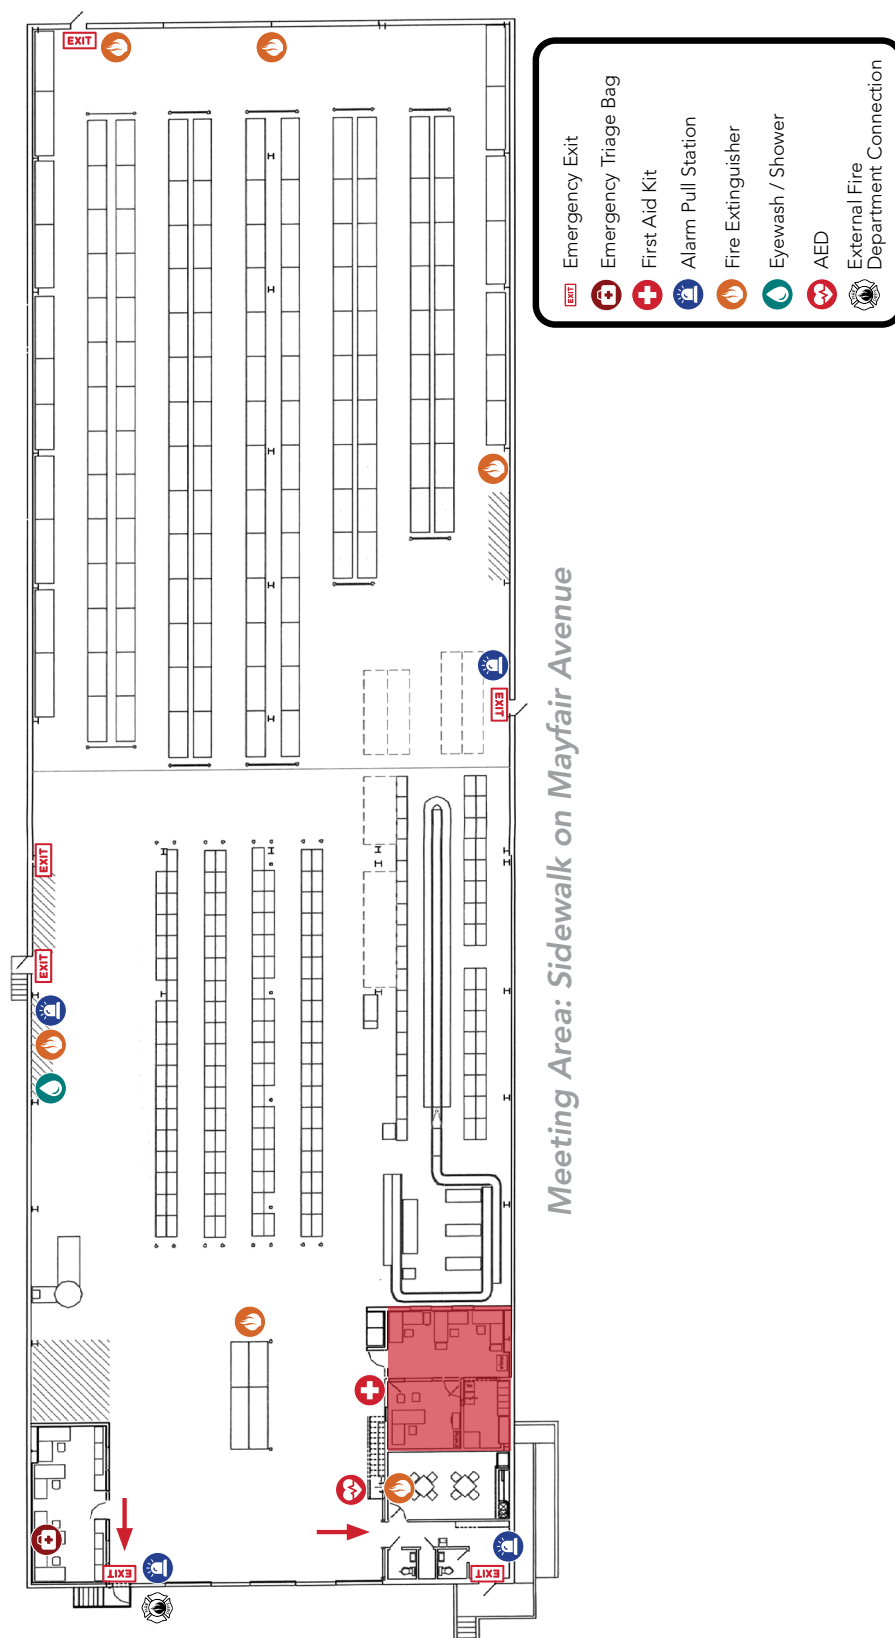 EXIT
EXIT
EXIT
EXIT
EXIT
EXIT
Meeting Area: Sidewalk on Mayfair Avenue
EXIT
Emergency Exit
Emergency Triage Bag
First Aid Kit
Alarm Pull Station
Fire Extinguisher
Eyewash / Shower
AED
External Fire
Department Connection